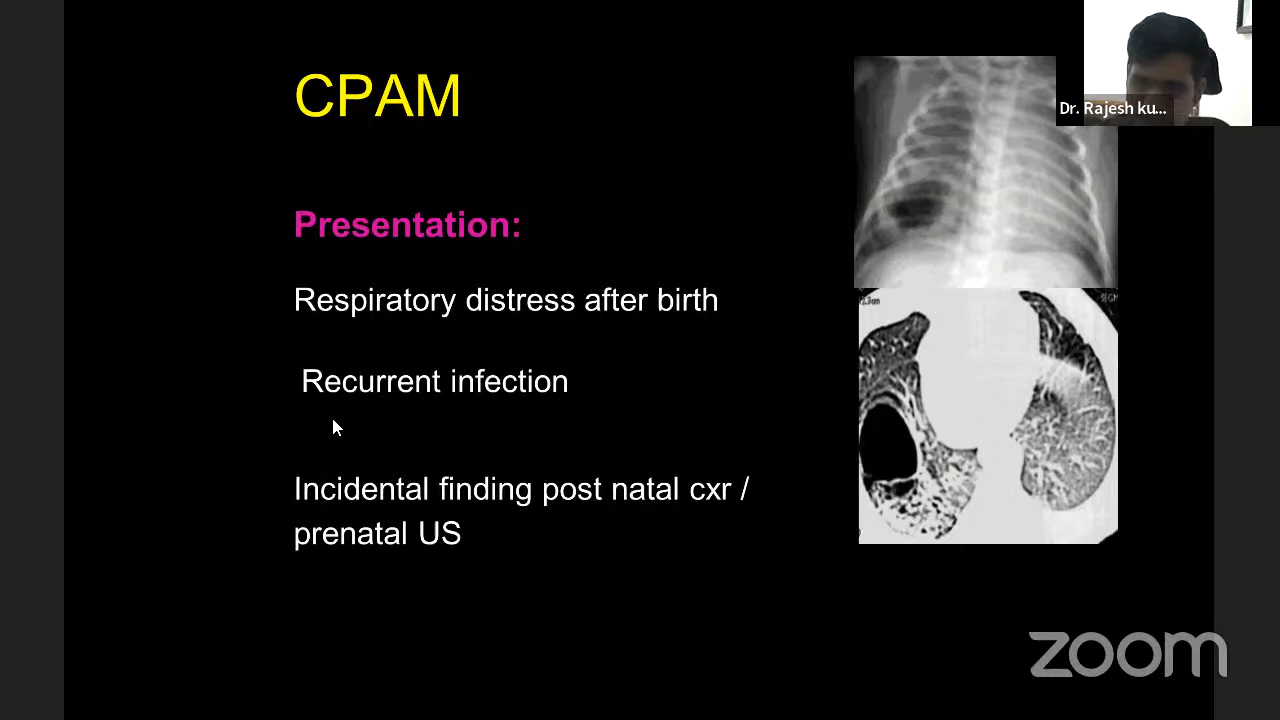 CPAM
Dr. Rajesh ku...
Presentation:
Respiratory distress after birth
Recurrent infection
Incidental finding post natal cxr /
prenatal US
zoom